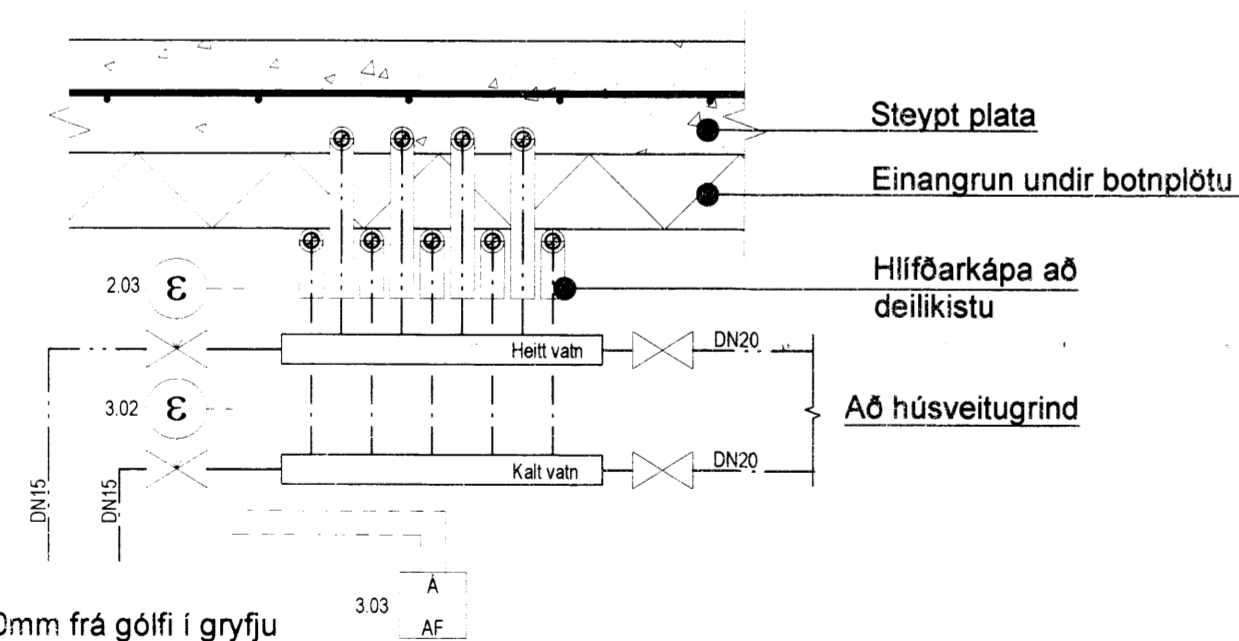 Steypt plata
Einangrun undir botnplötu
Hlífðarkápa að
deilikistu
2.03
ε
Heitt vatn
DN20
3.02
ε
Að húsveitugrind
Kalt vatn
DN20
DN15
DN15
3.03
A
AF
0mm frá gólfi í gryfju